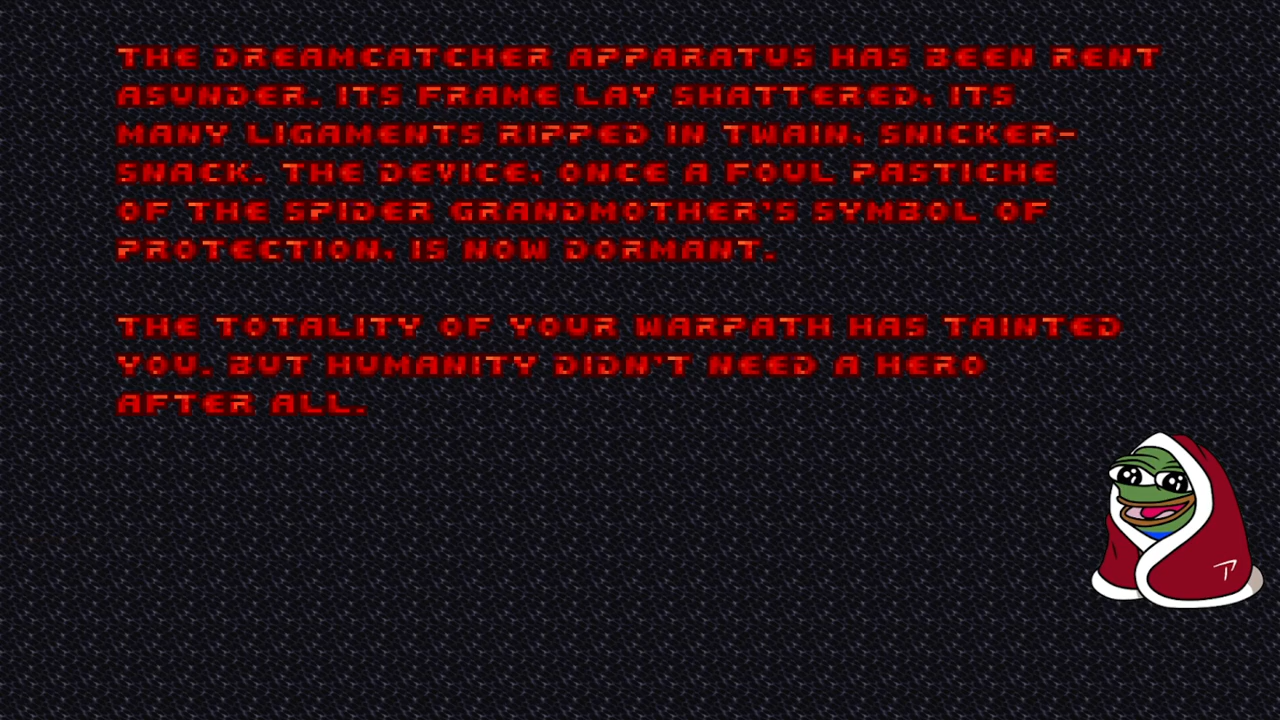 THE DREAMCATCHER APPARATUS HAS BEEN RENT
ASUNDER. ITS FRAME LAY SHATTERED, ITS
MANY LIGAMENTS RIPPED IN TWAIN, SNICKER-
SNACK. THE DEVICE, ONCE A FOUL PASTICHE
OF THE SPIDER GRANDMOTHER'S SYMBOL OF
PROTECTION, IS NOW DORMANT.
THE TOTALITY OF YOUR WARPATH HAS TAINTED
YOU. BUT HUMANITY DIDN'T NEED A HERO
AFTER ALL.